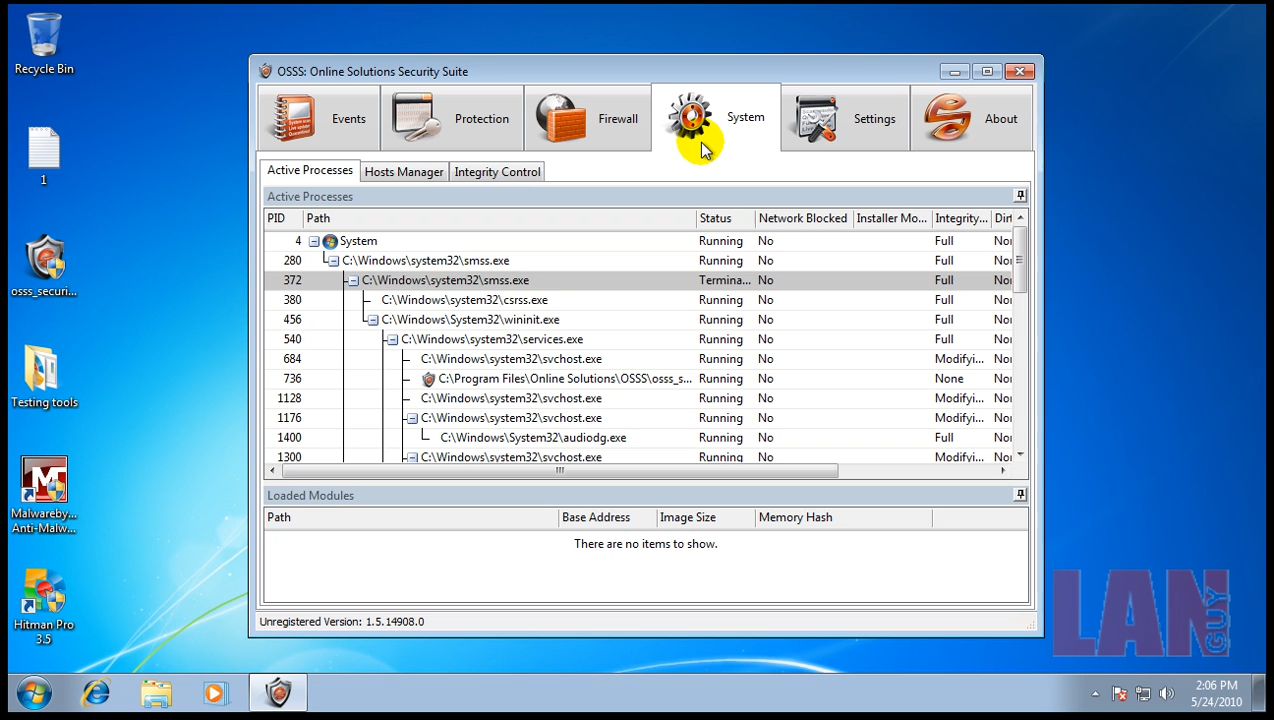 Recycle Bin
1
osss_securi...
Testing tools
Malwareby...
Anti-Malw...
Hitman Pro
3.5
OSSS: Online Solutions Security Suite
Events
Protection
Firewall
System
Settings
About
Active Processes
Hosts Manager
Integrity Control
Active Processes
PID Path Status Network Blocked Installer Mo... Integrity...
4 System Running No Full
280 C:\Windows\system32\smss.exe Running No Full
372 C:\Windows\system32\smss.exe Termina... No Full
380 C:\Windows\system32\csrss.exe Running No Full
456 C:\Windows\System32\wininit.exe Running No Full
540 C:\Windows\system32\services.exe Running No Full
684 C:\Windows\system32\svchost.exe Running No Modifyi...
736 C:\Program Files\Online Solutions\OSSS\osss_s... Running No None
1128 C:\Windows\system32\svchost.exe Running No Modifyi...
1176 C:\Windows\system32\svchost.exe Running No Modifyi...
1400 C:\Windows\System32\audiodg.exe Running No Full
1300 C:\Windows\system32\svchost.exe Running No Modifyi...
Loaded Modules
Path Base Address Image Size Memory Hash
There are no items to show.
Unregistered Version: 1.5.14908.0
LAN GUY
2:06 PM
5/24/2010